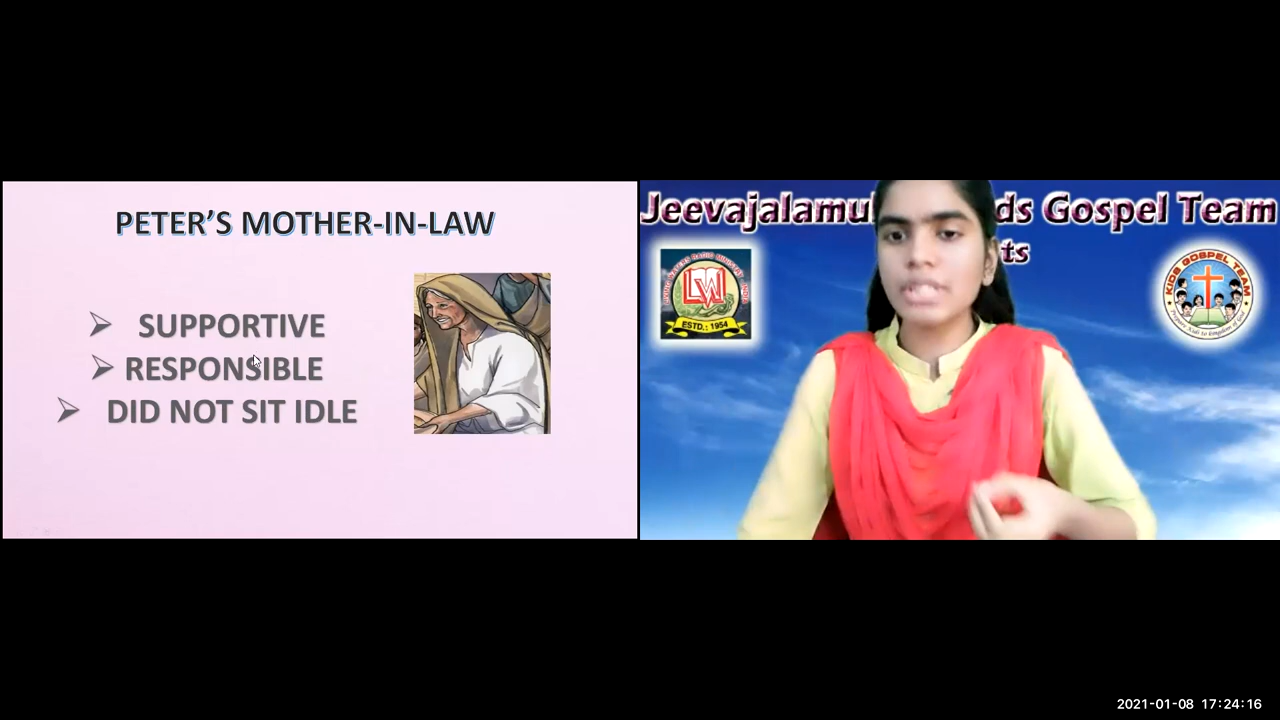 PETER'S MOTHER-IN-LAW
➢ SUPPORTIVE
➢ RESPONSIBLE
➢ DID NOT SIT IDLE
Jeevajalamu ds Gospel Team
ts
LW
ESTD.: 1954
KIDS GOSPEL TEAM
2021-01-08 17:24:16